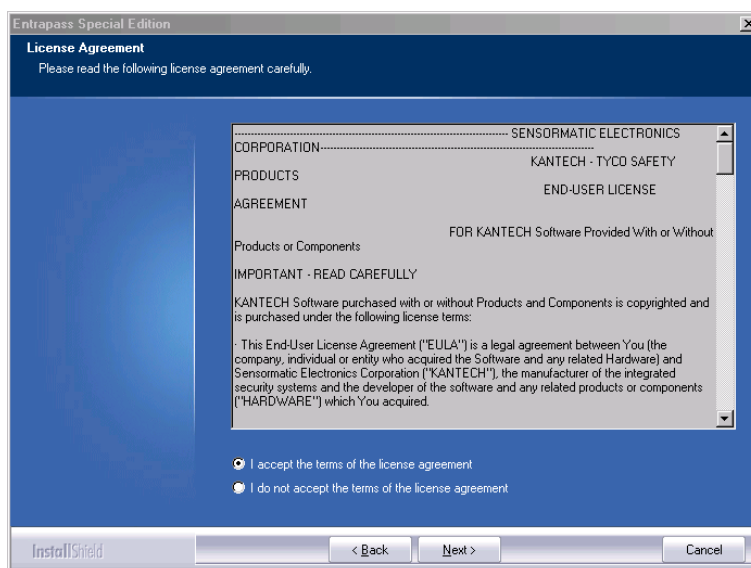 Entrapass Special Edition
License Agreement
Please read the following license agreement carefully.
------------------------------------------------------------------------------------ SENSORMATIC ELECTRONICS
CORPORATION------------------------------------------------------------------------------------
KANTECH - TYCO SAFETY
PRODUCTS
END-USER LICENSE
AGREEMENT
FOR KANTECH Software Provided With or Without
Products or Components
IMPORTANT - READ CAREFULLY
KANTECH Software purchased with or without Products and Components is copyrighted and
is purchased under the following license terms:
· This End-User License Agreement ("EULA") is a legal agreement between You (the
company, individual or entity who acquired the Software and any related Hardware) and
Sensormatic Electronics Corporation ("KANTECH"), the manufacturer of the integrated
security systems and the developer of the software and any related products or components
("HARDWARE") which You acquired.
I accept the terms of the license agreement
I do not accept the terms of the license agreement
InstallShield
< Back
Next >
Cancel